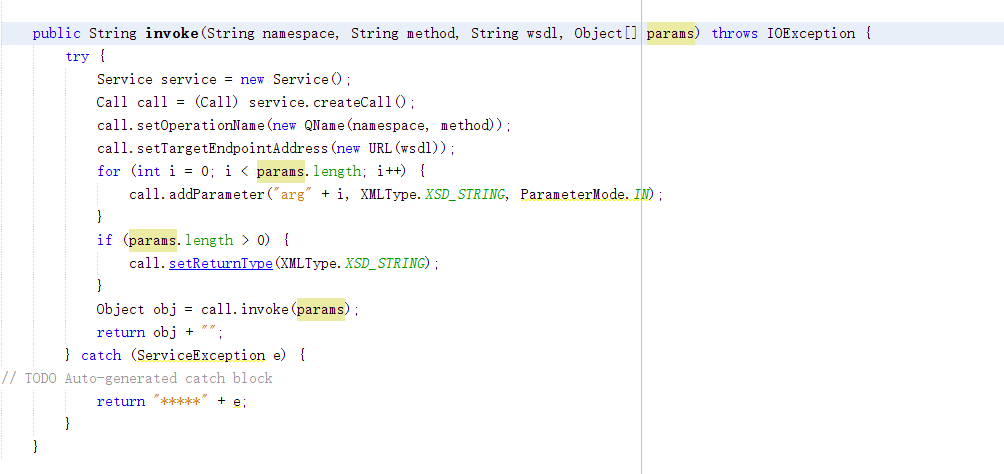 public String invoke(String namespace, String method, String wsdl, Object[] params) throws IOException {
try {
Service service = new Service();
Call call = (Call) service.createCall();
call.setOperationName(new QName(namespace, method));
call.setTargetEndpointAddress(new URL(wsdl));
for (int i = 0; i < params.length; i++) {
call.addParameter("arg" + i, XMLType.XSD_STRING, ParameterMode.IN);
}
if (params.length > 0) {
call.setReturnType(XMLType.XSD_STRING);
}
Object obj = call.invoke(params);
return obj + "";
} catch (ServiceException e) {
// TODO Auto-generated catch block
return "*****" + e;
}
}